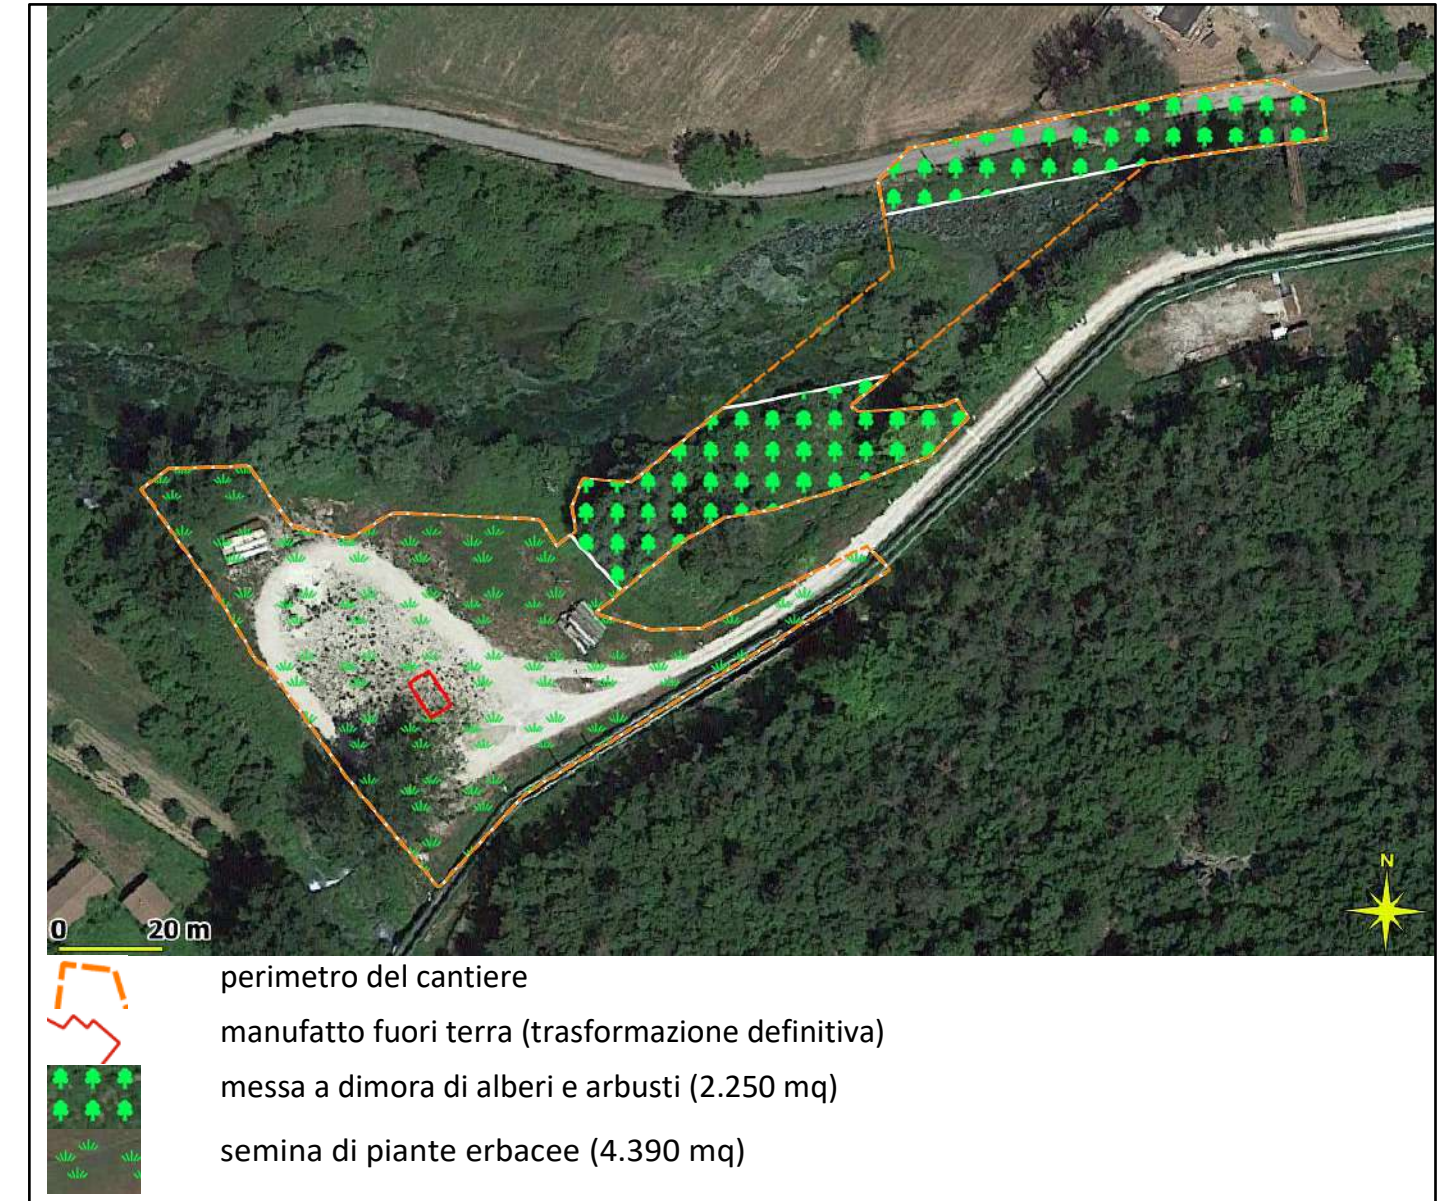 N
0 20 m
perimetro del cantiere
manufatto fuori terra (trasformazione definitiva)
messa a dimora di alberi e arbusti (2.250 mq)
semina di piante erbacee (4.390 mq)